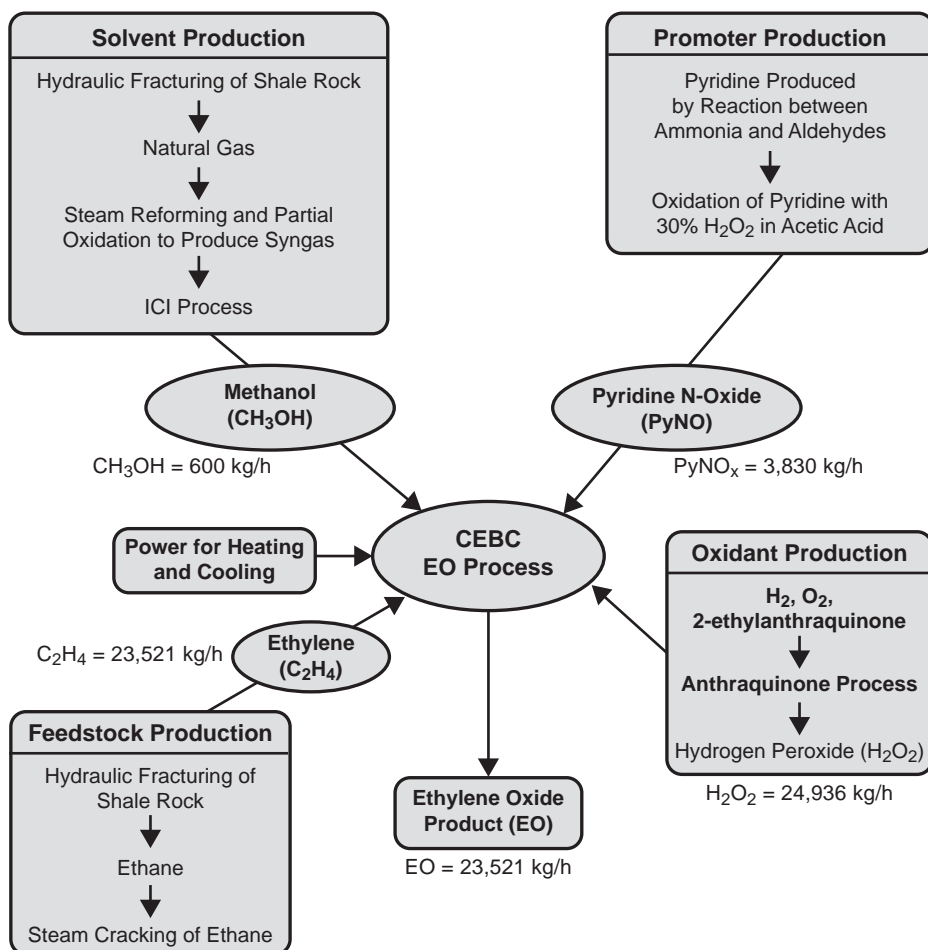 Solvent Production
Hydraulic Fracturing of Shale Rock
Natural Gas
Steam Reforming and Partial
Oxidation to Produce Syngas
ICI Process
Promoter Production
Pyridine Produced
by Reaction between
Ammonia and Aldehydes
Oxidation of Pyridine with
30% H₂O₂ in Acetic Acid
Methanol
(CH₃OH)
CH₃OH = 600 kg/h
Pyridine N-Oxide
(PyNO)
PyNOₓ = 3,830 kg/h
Power for Heating
and Cooling
CEBC
EO Process
Oxidant Production
H₂, O₂,
2-ethylanthraquinone
Anthraquinone Process
Hydrogen Peroxide (H₂O₂)
H₂O₂ = 24,936 kg/h
C₂H₄ = 23,521 kg/h
Ethylene
(C₂H₄)
Feedstock Production
Hydraulic Fracturing of
Shale Rock
Ethane
Steam Cracking of Ethane
Ethylene Oxide
Product (EO)
EO = 23,521 kg/h